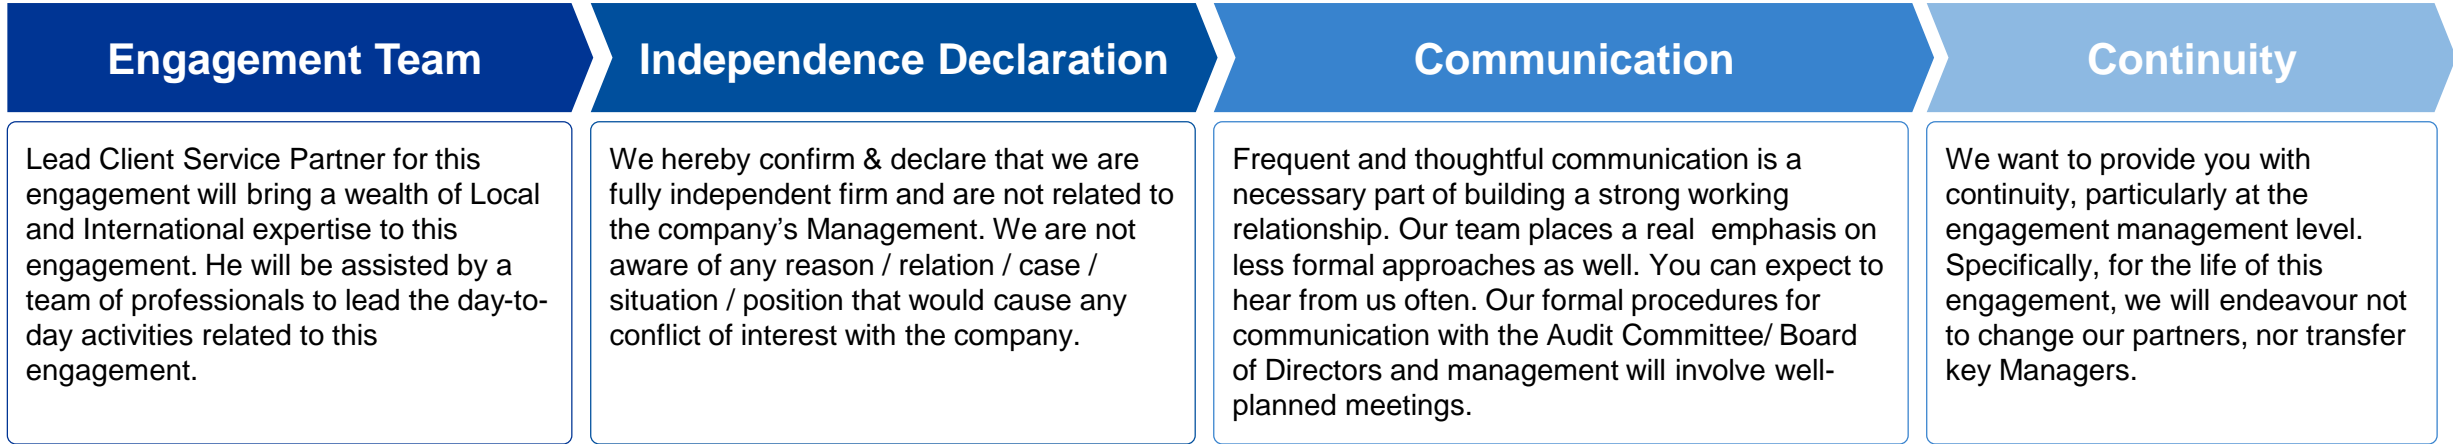 Engagement Team
Lead Client Service Partner for this
engagement will bring a wealth of Local
and International expertise to this
engagement. He will be assisted by a
team of professionals to lead the day-to-
day activities related to this
engagement.
Independence Declaration
We hereby confirm & declare that we are
fully independent firm and are not related to
the company’s Management. We are not
aware of any reason / relation / case /
situation / position that would cause any
conflict of interest with the company.
Communication
Frequent and thoughtful communication is a
necessary part of building a strong working
relationship. Our team places a real  emphasis on
less formal approaches as well. You can expect to
hear from us often. Our formal procedures for
communication with the Audit Committee/ Board
of Directors and management will involve well-
planned meetings.
Continuity
We want to provide you with
continuity, particularly at the
engagement management level.
Specifically, for the life of this
engagement, we will endeavour not
to change our partners, nor transfer
key Managers.